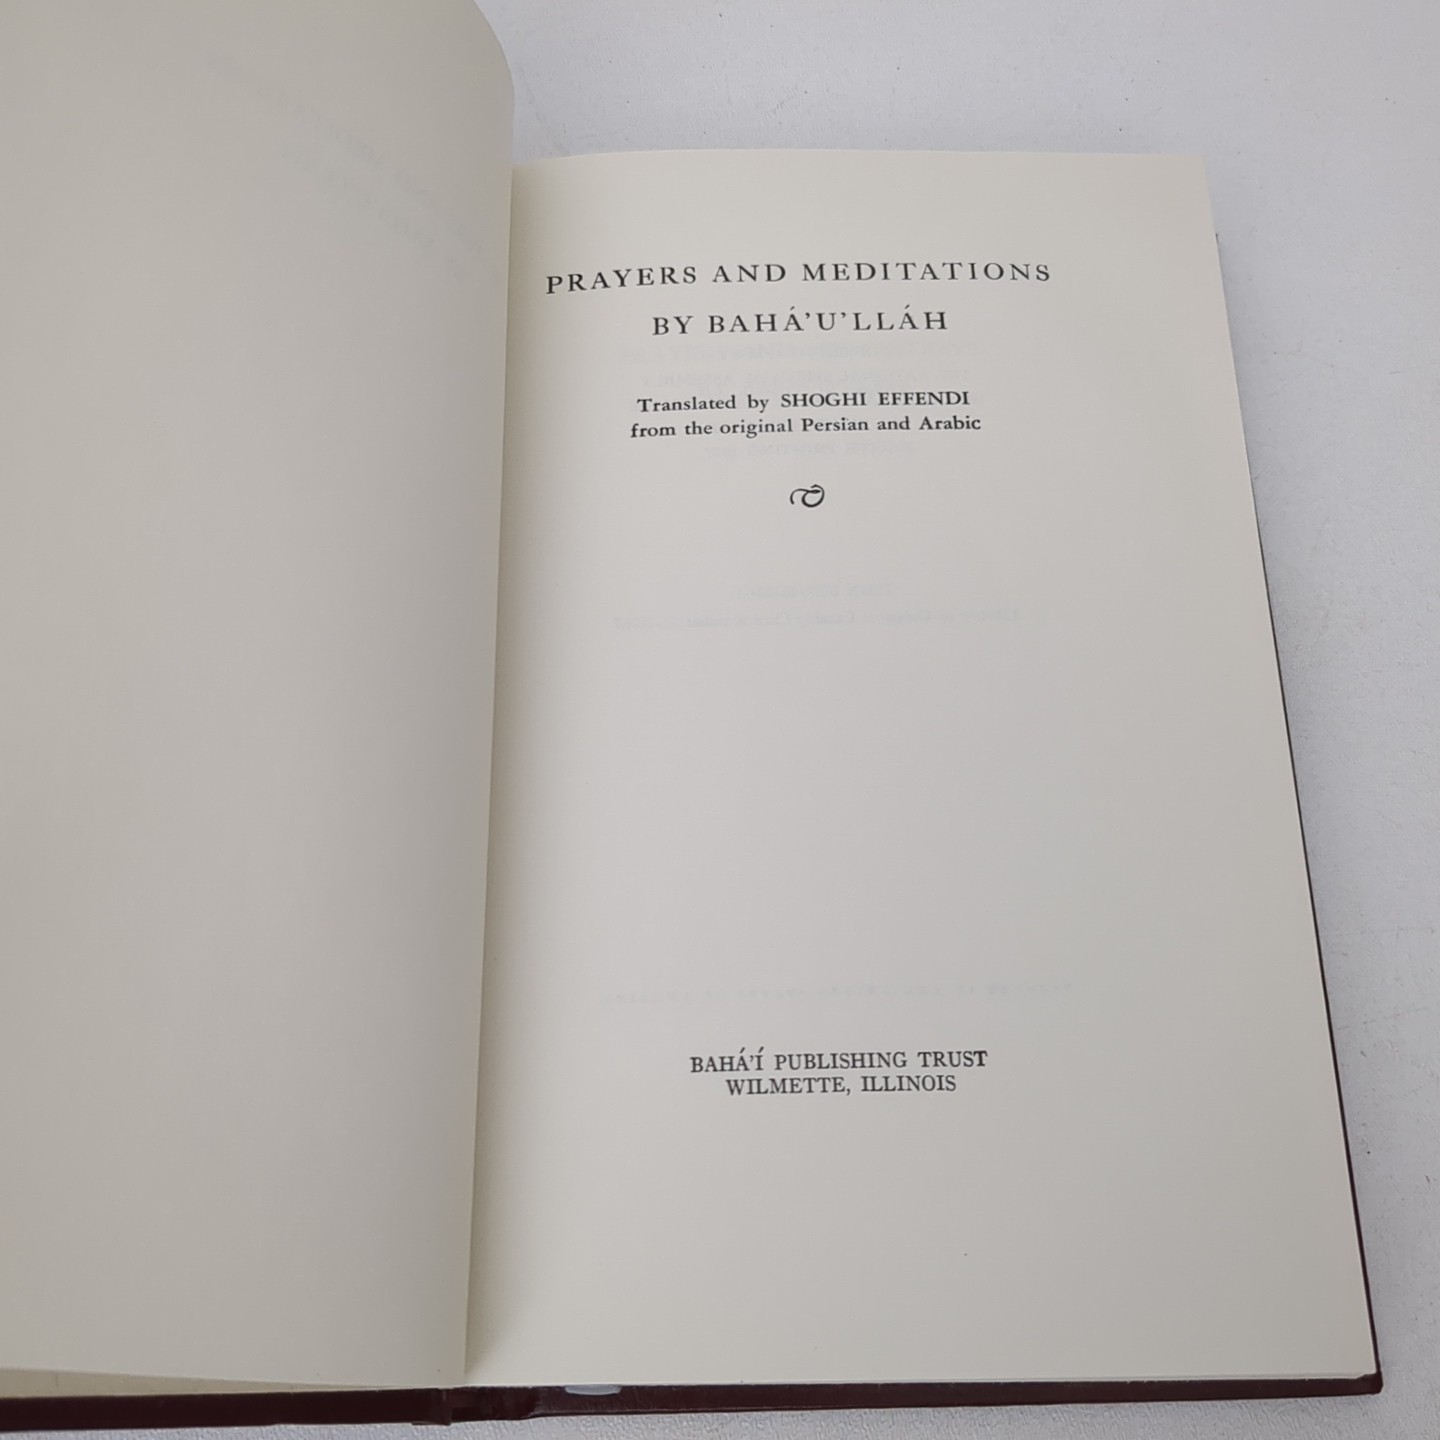 PRAYERS AND MEDITATIONS
BY BAHÁ’U’LLÁH
Translated by SHOGHI EFFENDI
from the original Persian and Arabic
BAHÁ’Í PUBLISHING TRUST
WILMETTE, ILLINOIS